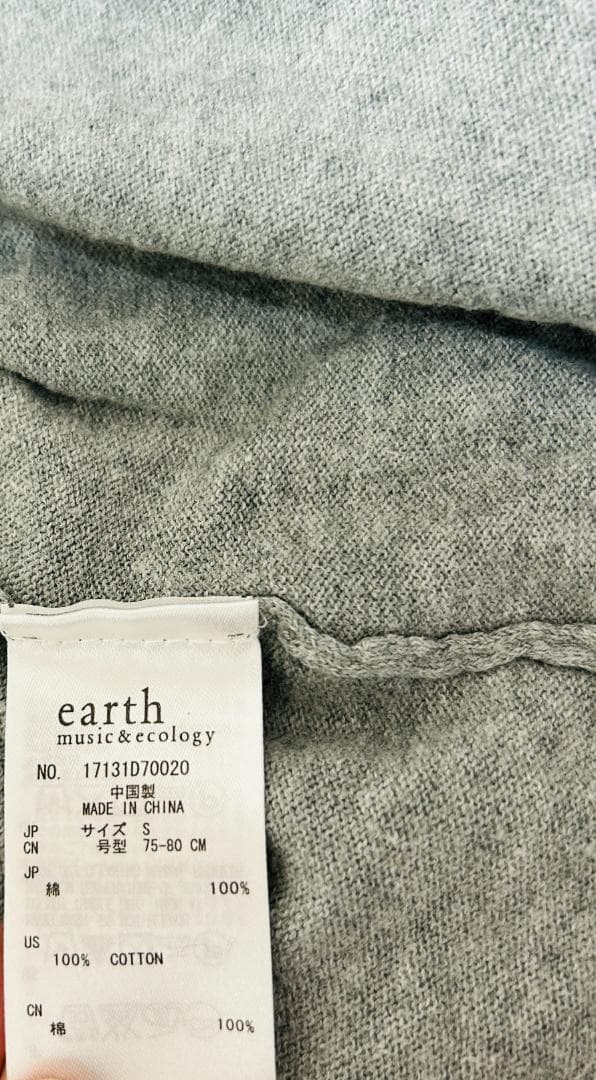 earth
music&ecology
NO. 17131D70020
中国製
MADE IN CHINA
JP サイズ S
CN 号型 75-80 CM
JP
綿 100%
US
100% COTTON
CN
棉 100%